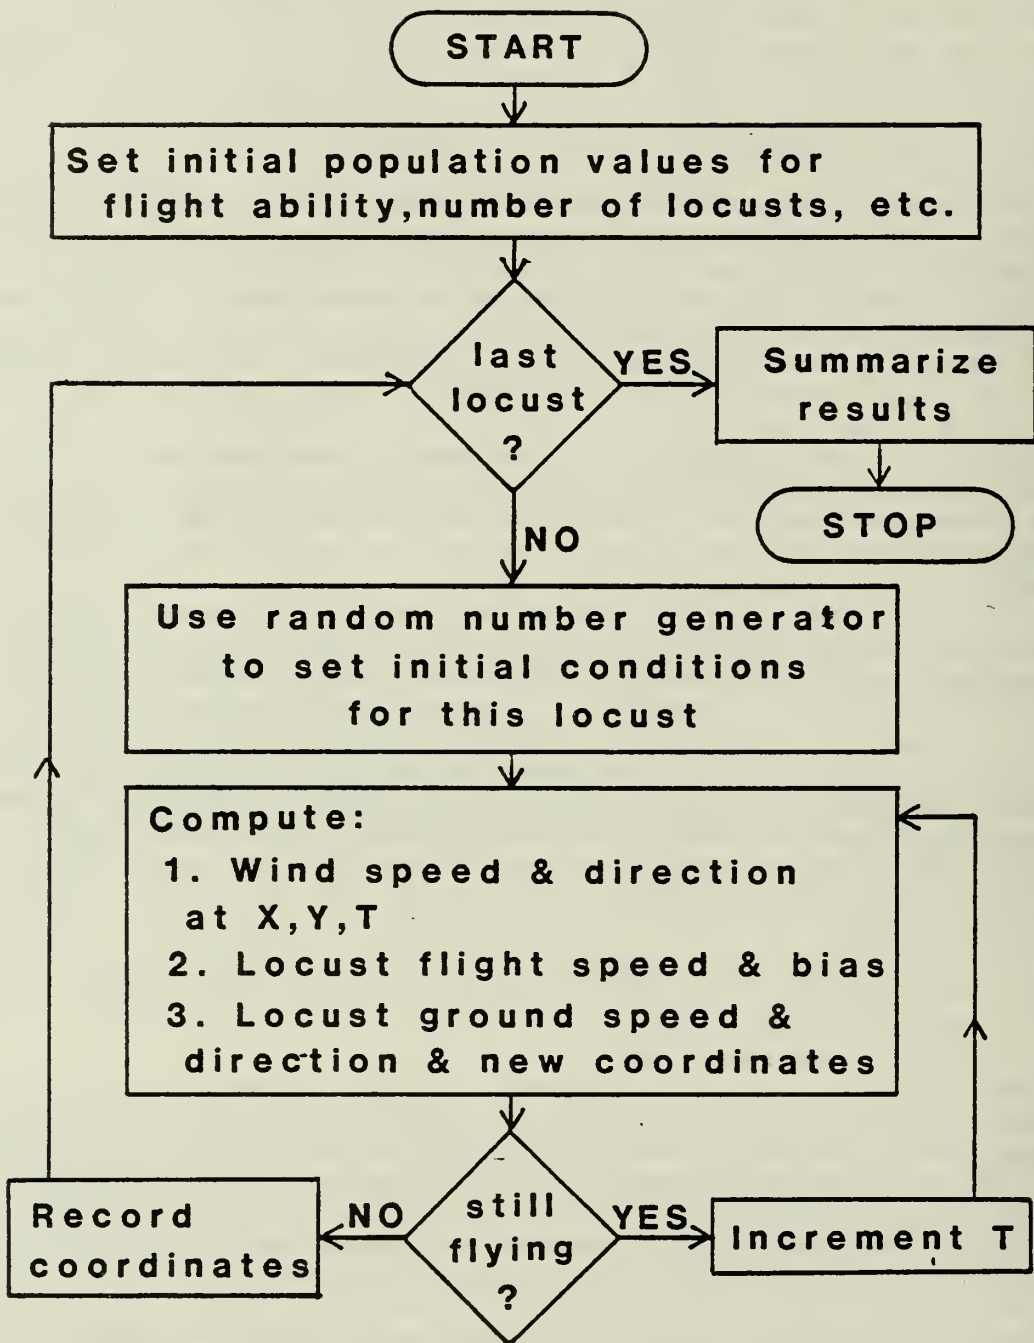 START
Set initial population values for
flight ability, number of locusts, etc.
last
locust
?
YES
Summarize
results
STOP
NO
Use random number generator
to set initial conditions
for this locust
Compute:
1. Wind speed & direction
at X,Y,T
2. Locust flight speed & bias
3. Locust ground speed &
direction & new coordinates
Record
coordinates
NO
still
flying
?
YES
Increment T